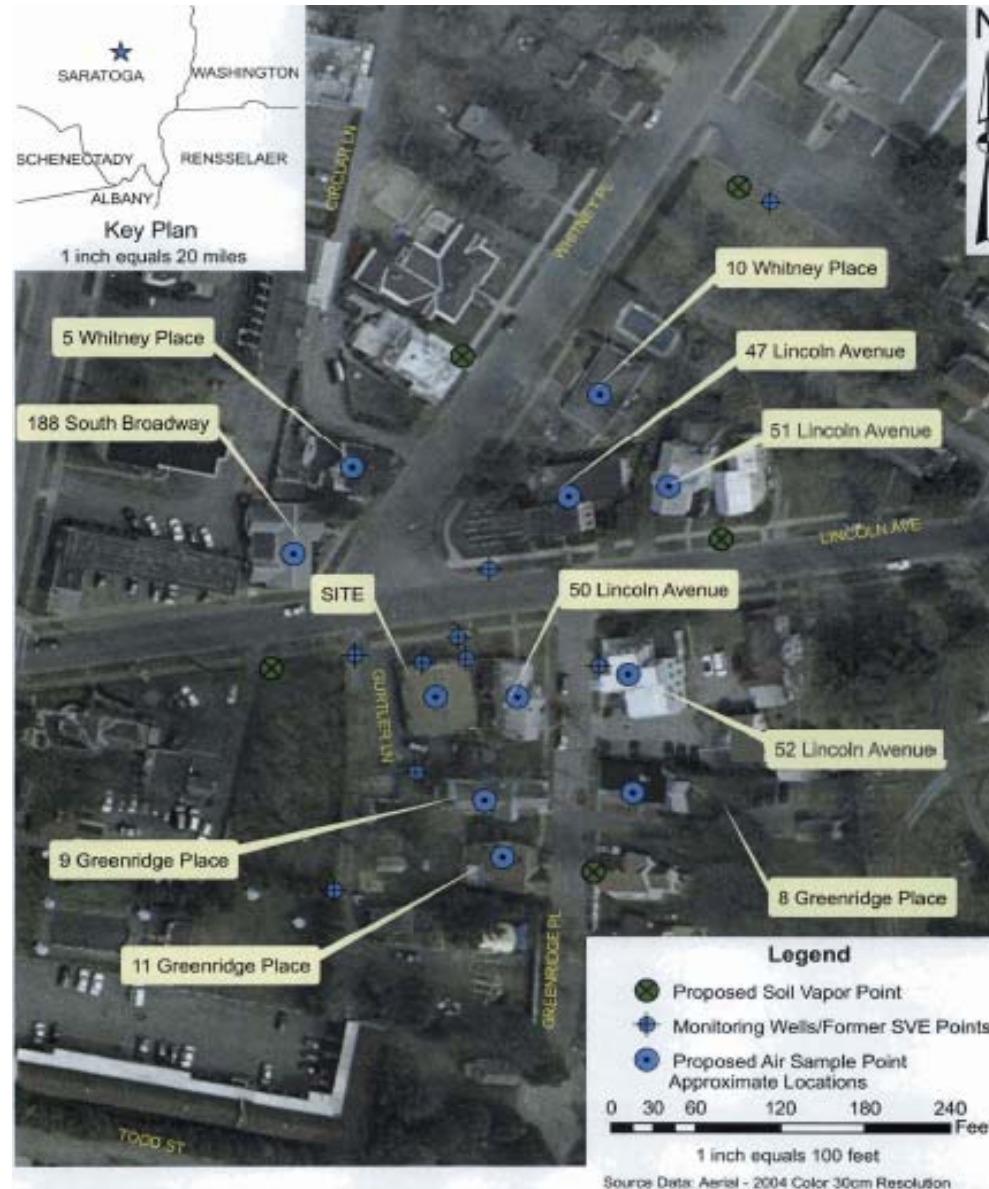 SARATOGA
WASHINGTON
SCHENECTADY
RENSSELAER
ALBANY
Key Plan
1 inch equals 20 miles
N
CIRCLAR LN
WHITNEY PL
10 Whitney Place
5 Whitney Place
47 Lincoln Avenue
188 South Broadway
51 Lincoln Avenue
LINCOLN AVE
SITE
50 Lincoln Avenue
GURTLER LN
52 Lincoln Avenue
9 Greenridge Place
8 Greenridge Place
11 Greenridge Place
GREENRIDGE PL
TODD ST
Legend
Proposed Soil Vapor Point
Monitoring Wells/Former SVE Points
Proposed Air Sample Point
Approximate Locations
0 30 60 120 180 240
Feet
1 inch equals 100 feet
Source Data: Aerial - 2004 Color 30cm Resolution